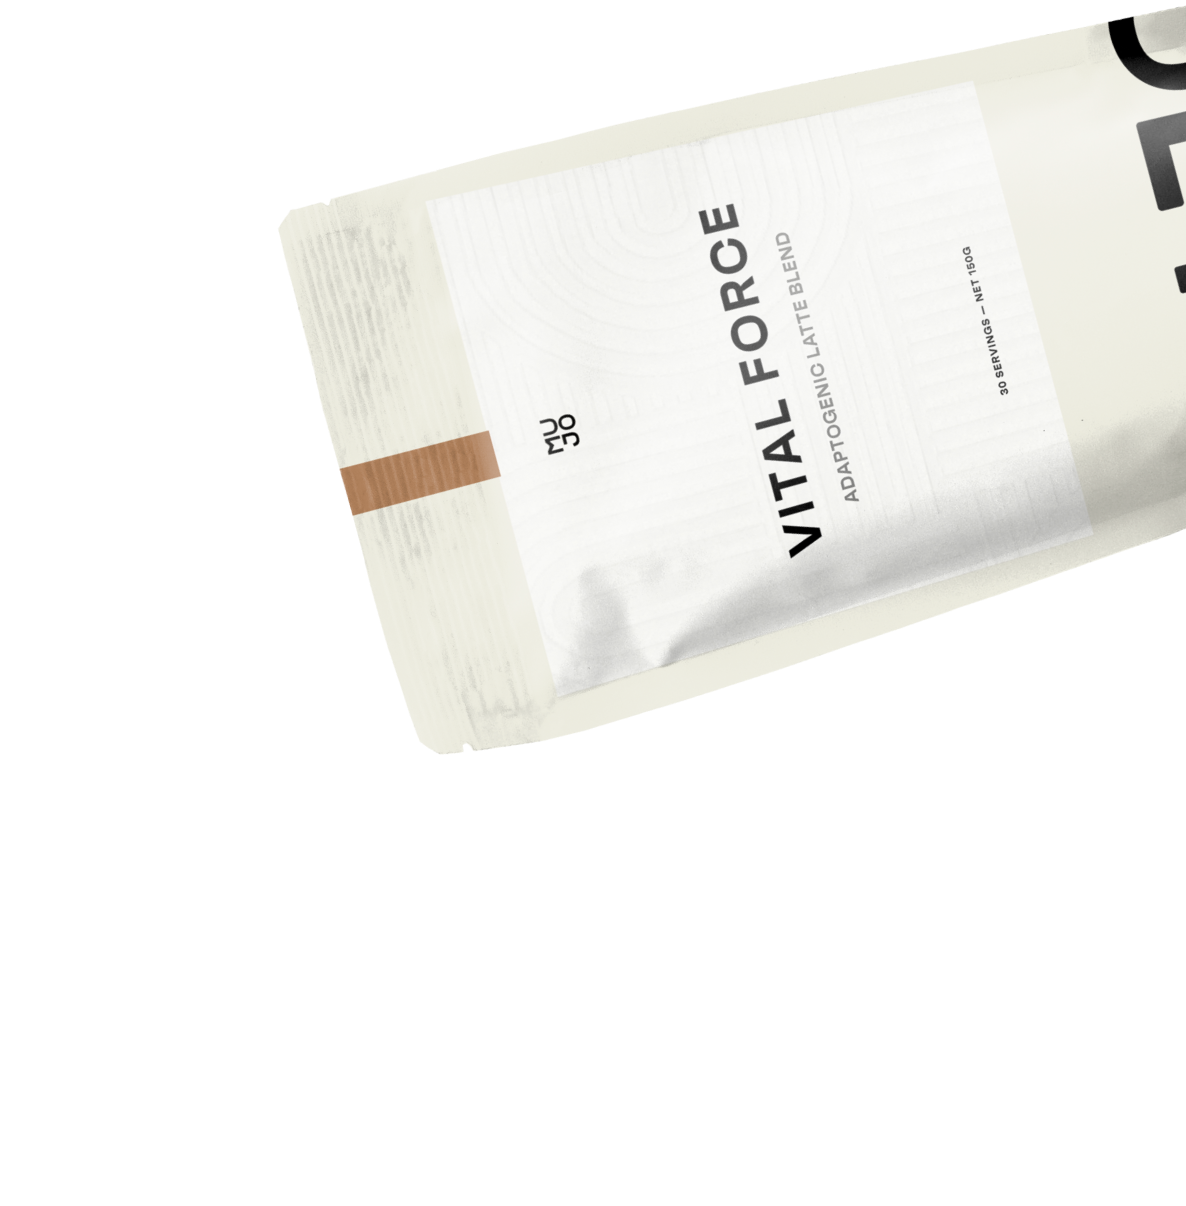 MU
JO
VITAL FORCE
ADAPTOGENIC LATTE BLEND
30 SERVINGS — NET 150G